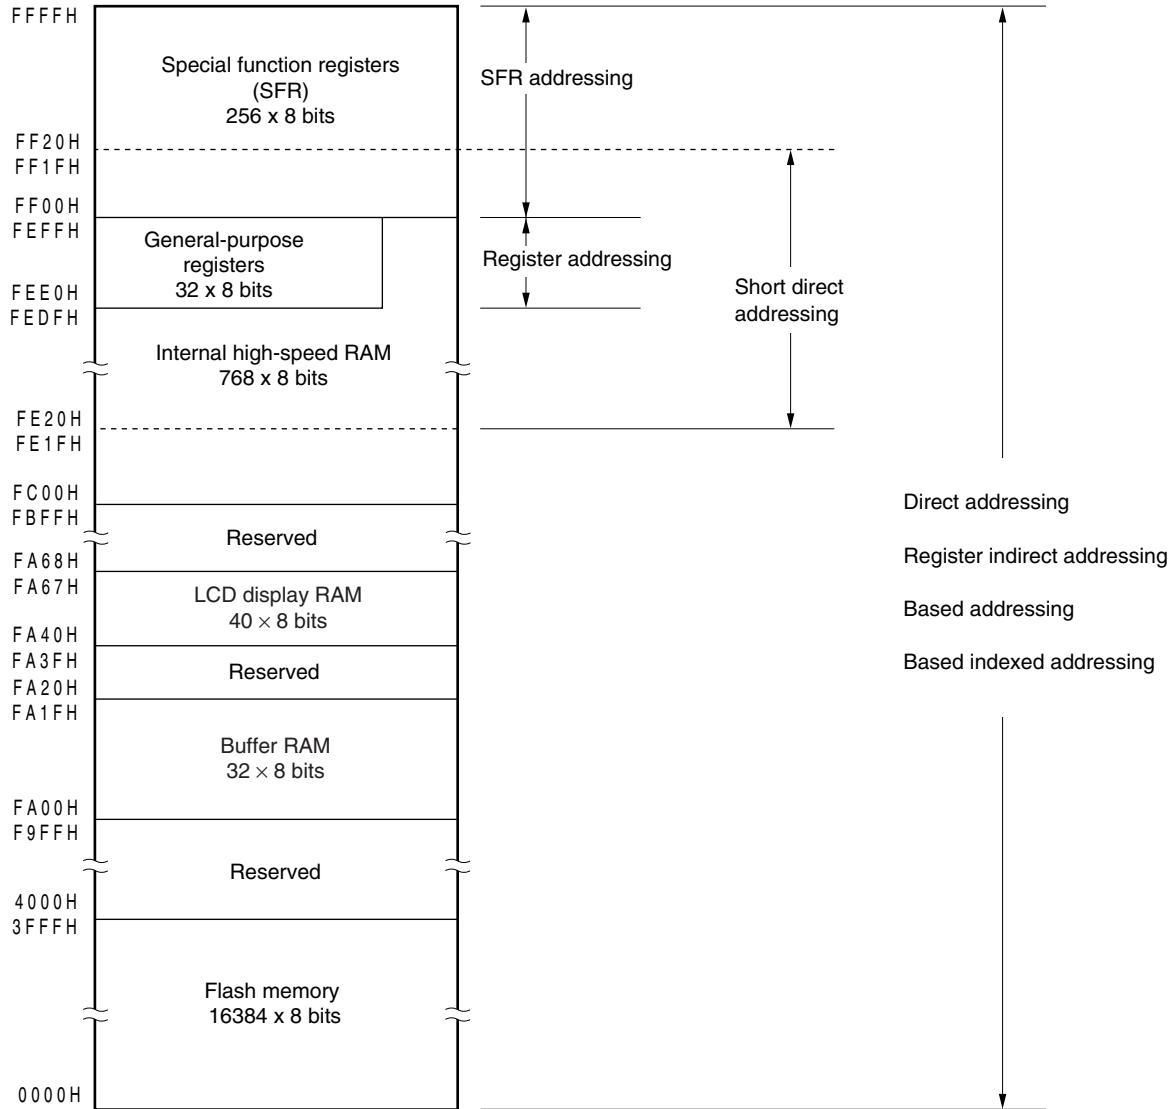 FFFFH
Special function registers
(SFR)
256 x 8 bits
SFR addressing
FF20H
FF1FH
FF00H
FEFFH
General-purpose
registers
32 x 8 bits
Register addressing
Short direct
addressing
FEE0H
FEDFH
Internal high-speed RAM
768 x 8 bits
FE20H
FE1FH
FC00H
FBFFH
Reserved
Direct addressing
Register indirect addressing
Based addressing
Based indexed addressing
FA68H
FA67H
LCD display RAM
40 × 8 bits
FA40H
FA3FH
Reserved
FA20H
FA1FH
Buffer RAM
32 × 8 bits
FA00H
F9FFH
Reserved
4000H
3FFFH
Flash memory
16384 x 8 bits
0000H